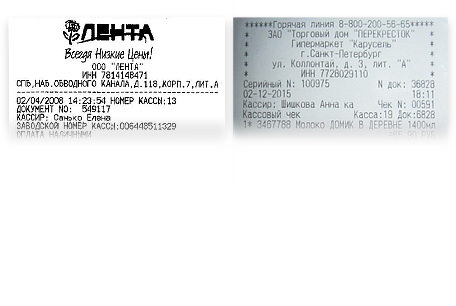 ЛЕНТА
Всегда Низкие Цены!
ООО "ЛЕНТА"
ИНН 7814148471
СПБ,НАБ.ОБВОДНОГО КАНАЛА,Д.118,КОРП.7,ЛИТ.А
02/04/2008 14:23:54 НОМЕР КАССЫ:13
ДОКУМЕНТ NO: 549117
КАССИР: Санько Елена
ЗАВОДСКОЙ НОМЕР КАССЫ:006448511329
ОПЛАТА НАЛИЧНЫМИ
******Горячая линия 8-800-200-56-65*****
* ЗАО "Торговый дом "ПЕРЕКРЕСТОК" *
* Гипермаркет "Карусель" *
* г.Санкт-Петербург *
* ул. Коллонтай, д. 3, лит. "А" *
* ИНН 7728029110 *
Серийный N: 100975 N док: 36828
02-12-2015 18:11
Кассир: Шишкова Анна ка Чек N: 00591
Кассовый чек Касса:19 Док:6828
1* 3467788 Молоко ДОМИК В ДЕРЕВНЕ 1400мл